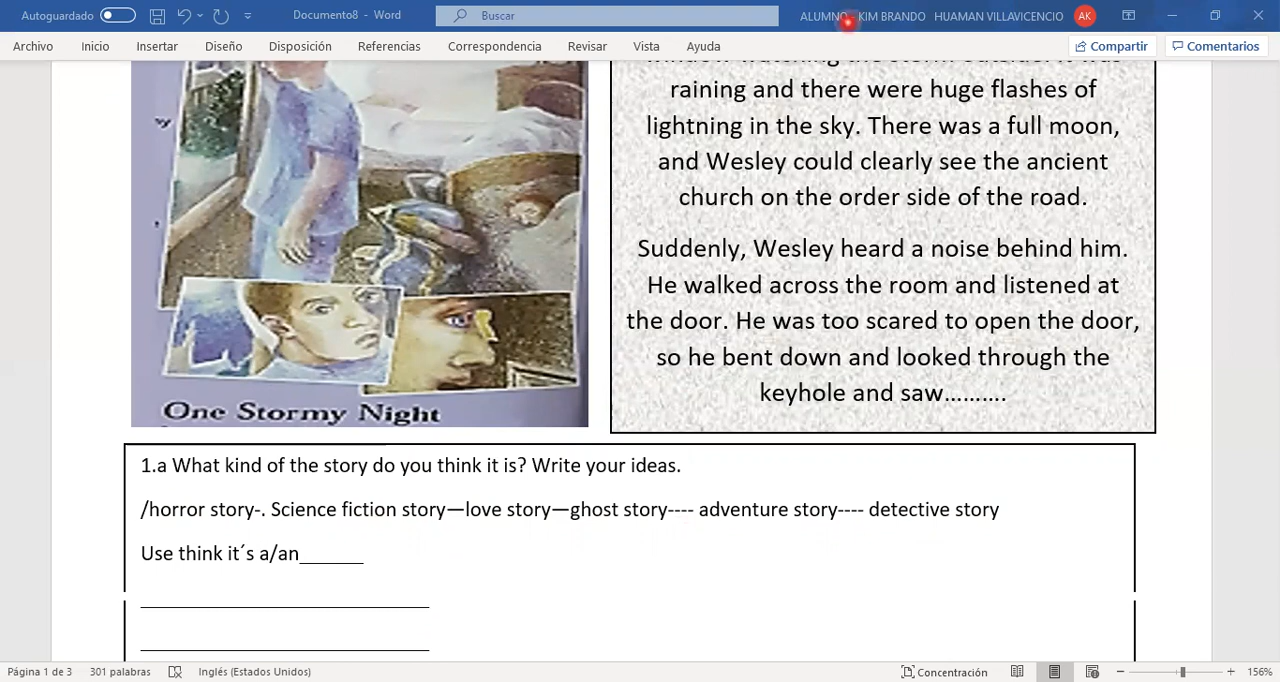 Autoguardado
Documento8 - Word
Buscar
ALUMNO - KIM BRANDO HUAMAN VILLAVICENCIO
AK
Archivo Inicio Insertar Diseño Disposición Referencias Correspondencia Revisar Vista Ayuda
Compartir Comentarios
raining and there were huge flashes of
lightning in the sky. There was a full moon,
and Wesley could clearly see the ancient
church on the order side of the road.
Suddenly, Wesley heard a noise behind him.
He walked across the room and listened at
the door. He was too scared to open the door,
so he bent down and looked through the
keyhole and saw……….
One Stormy Night
1.a What kind of the story do you think it is? Write your ideas.
/horror story-. Science fiction story—love story—ghost story---- adventure story---- detective story
Use think it´s a/an______
Página 1 de 3 301 palabras Inglés (Estados Unidos) Concentración 156%